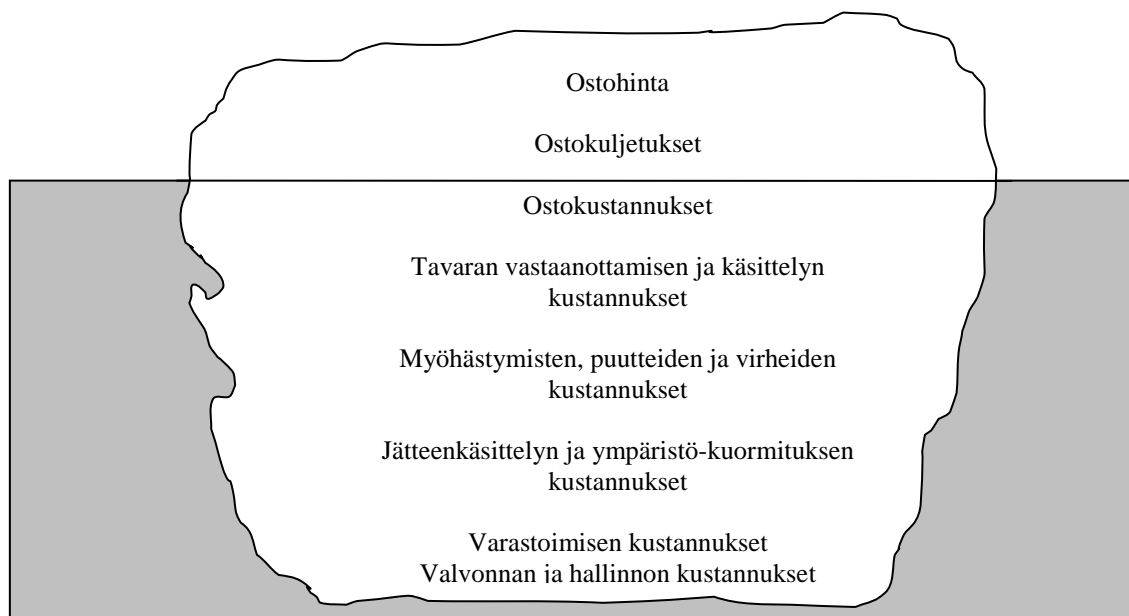 Ostohinta
Ostokuljetukset
Ostokustannukset
Tavaran vastaanottamisen ja käsittelyn
kustannukset
Myöhästymisten, puutteiden ja virheiden
kustannukset
Jätteenkäsittelyn ja ympäristö-kuormituksen
kustannukset
Varastoimisen kustannukset
Valvonnan ja hallinnon kustannukset